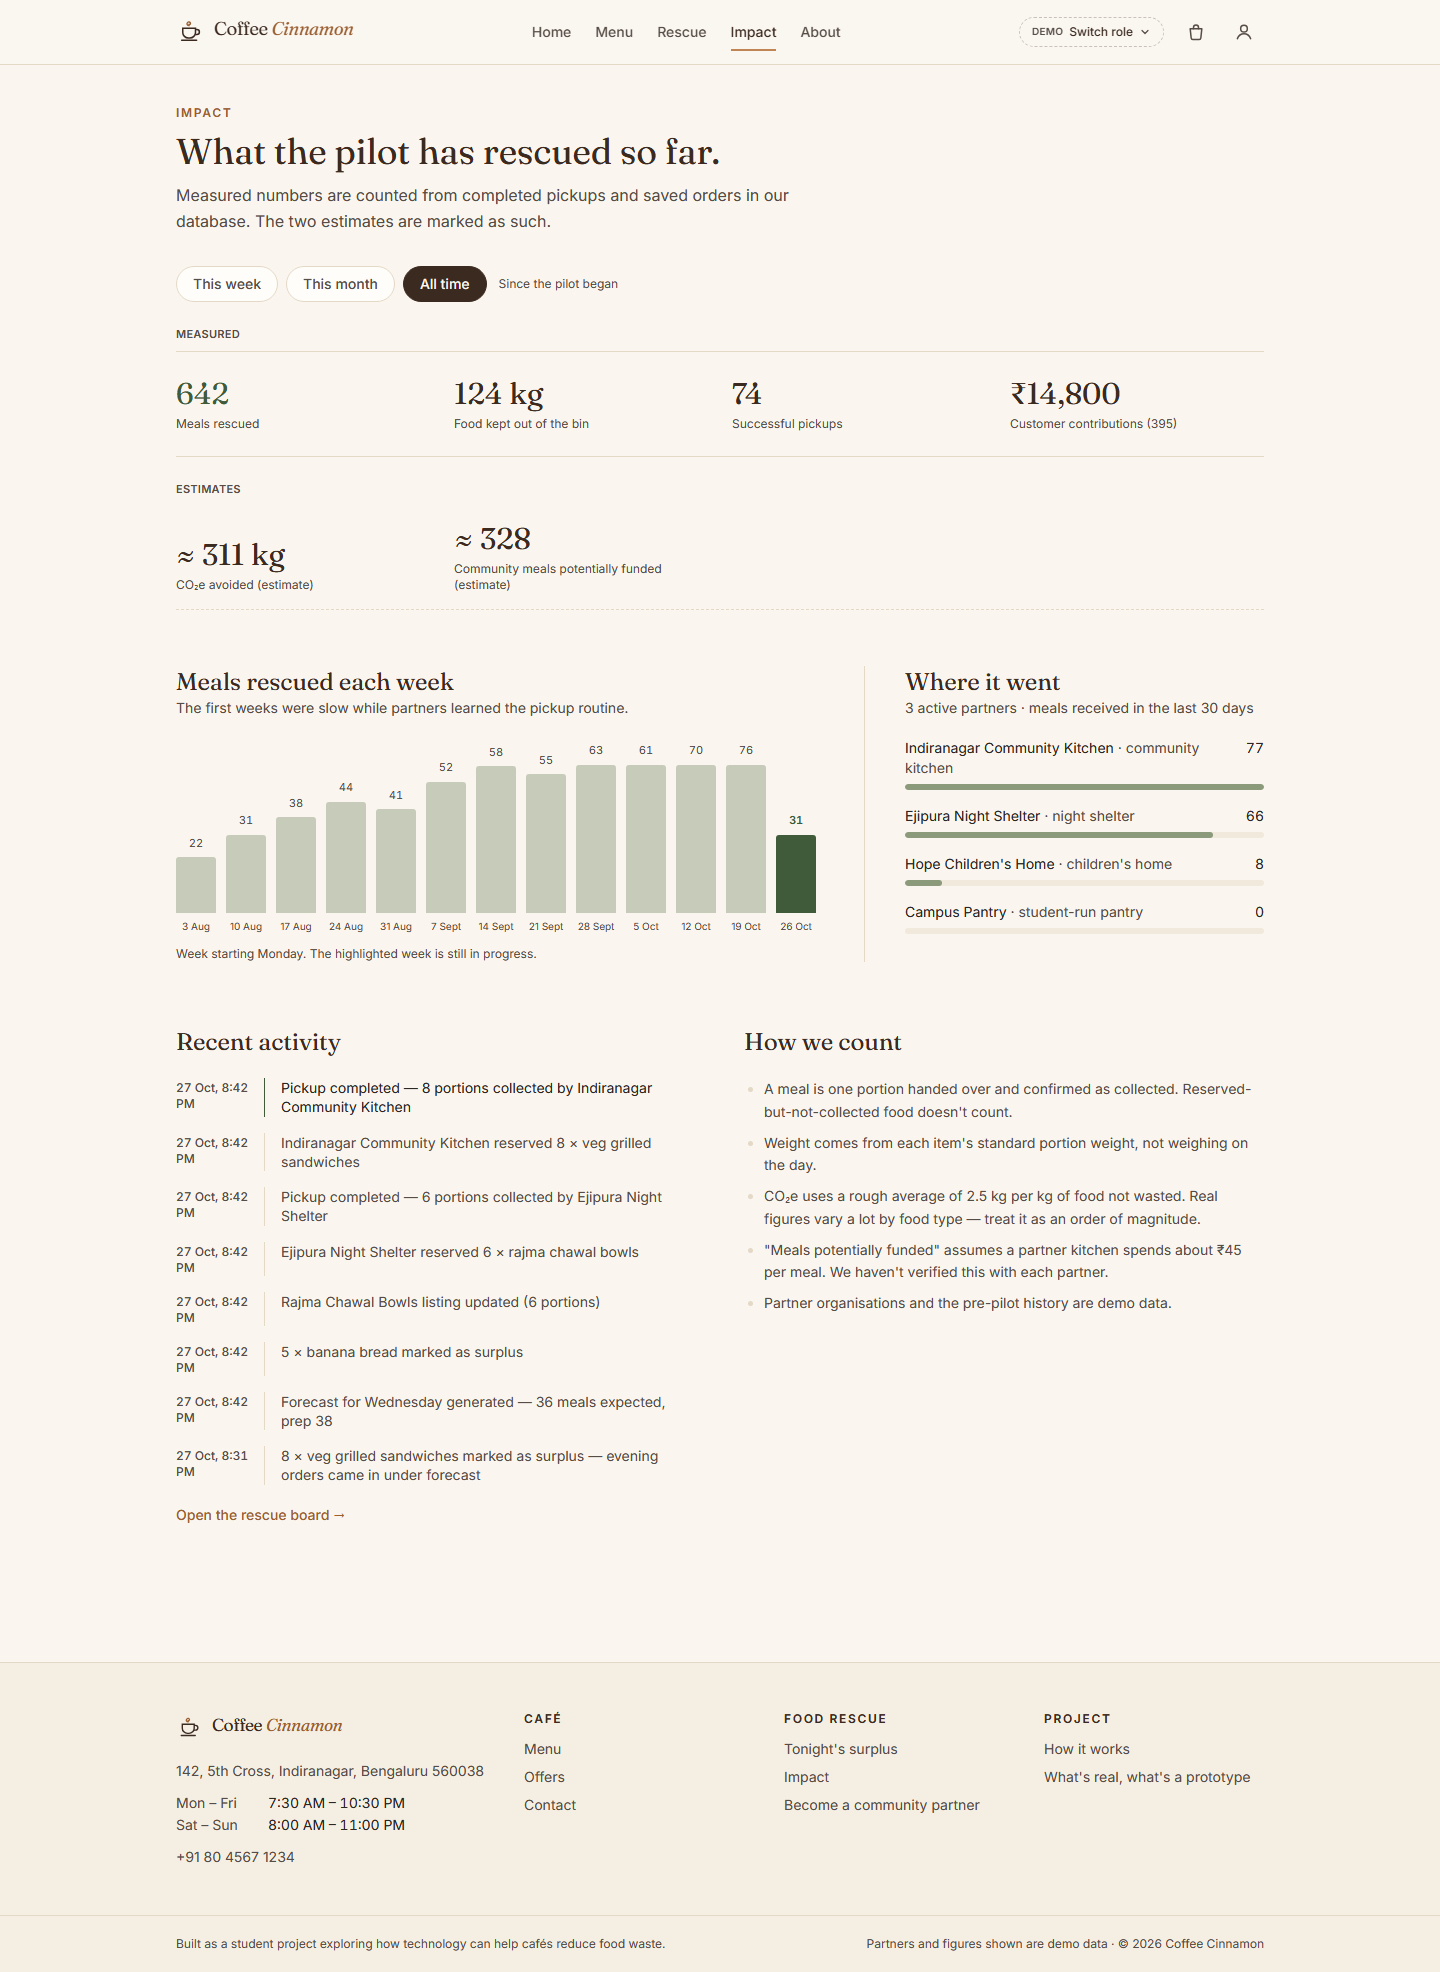 Coffee Cinnamon
Home Menu Rescue Impact About
DEMO Switch role
IMPACT
What the pilot has rescued so far.
Measured numbers are counted from completed pickups and saved orders in our
database. The two estimates are marked as such.
This week This month All time Since the pilot began
MEASURED
642 124 kg 74 ₹14,800
Meals rescued Food kept out of the bin Successful pickups Customer contributions (395)
ESTIMATES
≈ 311 kg
CO₂e avoided (estimate)
≈ 328
Community meals potentially funded
(estimate)
Meals rescued each week
The first weeks were slow while partners learned the pickup routine.
22 31 38 44 41 52 58 55 63 61 70 76 31
3 Aug 10 Aug 17 Aug 24 Aug 31 Aug 7 Sept 14 Sept 21 Sept 28 Sept 5 Oct 12 Oct 19 Oct 26 Oct
Week starting Monday. The highlighted week is still in progress.
Where it went
3 active partners · meals received in the last 30 days
Indiranagar Community Kitchen · community 77
kitchen
Ejipura Night Shelter · night shelter 66
Hope Children's Home · children's home 8
Campus Pantry · student-run pantry 0
Recent activity
27 Oct, 8:42 Pickup completed — 8 portions collected by Indiranagar
PM Community Kitchen
27 Oct, 8:42 Indiranagar Community Kitchen reserved 8 × veg grilled
PM sandwiches
27 Oct, 8:42 Pickup completed — 6 portions collected by Ejipura Night
PM Shelter
27 Oct, 8:42 Ejipura Night Shelter reserved 6 × rajma chawal bowls
PM
27 Oct, 8:42 Rajma Chawal Bowls listing updated (6 portions)
PM
27 Oct, 8:42 5 × banana bread marked as surplus
PM
27 Oct, 8:42 Forecast for Wednesday generated — 36 meals expected,
PM prep 38
27 Oct, 8:31 8 × veg grilled sandwiches marked as surplus — evening
PM orders came in under forecast
Open the rescue board →
How we count
A meal is one portion handed over and confirmed as collected. Reserved-
but-not-collected food doesn't count.
Weight comes from each item's standard portion weight, not weighing on
the day.
CO₂e uses a rough average of 2.5 kg per kg of food not wasted. Real
figures vary a lot by food type — treat it as an order of magnitude.
"Meals potentially funded" assumes a partner kitchen spends about ₹45
per meal. We haven't verified this with each partner.
Partner organisations and the pre-pilot history are demo data.
Coffee Cinnamon
142, 5th Cross, Indiranagar, Bengaluru 560038
Mon – Fri 7:30 AM – 10:30 PM
Sat – Sun 8:00 AM – 11:00 PM
+91 80 4567 1234
CAFÉ
Menu
Offers
Contact
FOOD RESCUE
Tonight's surplus
Impact
Become a community partner
PROJECT
How it works
What's real, what's a prototype
Built as a student project exploring how technology can help cafés reduce food waste.
Partners and figures shown are demo data · © 2026 Coffee Cinnamon